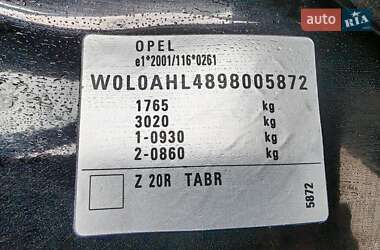 auto RIA
OPEL
e1*2001/116*0261
W0L0AHL4898005872
1765 kg
3020 kg
1-0930 kg
2-0860 kg
Z 20R TABR
5872